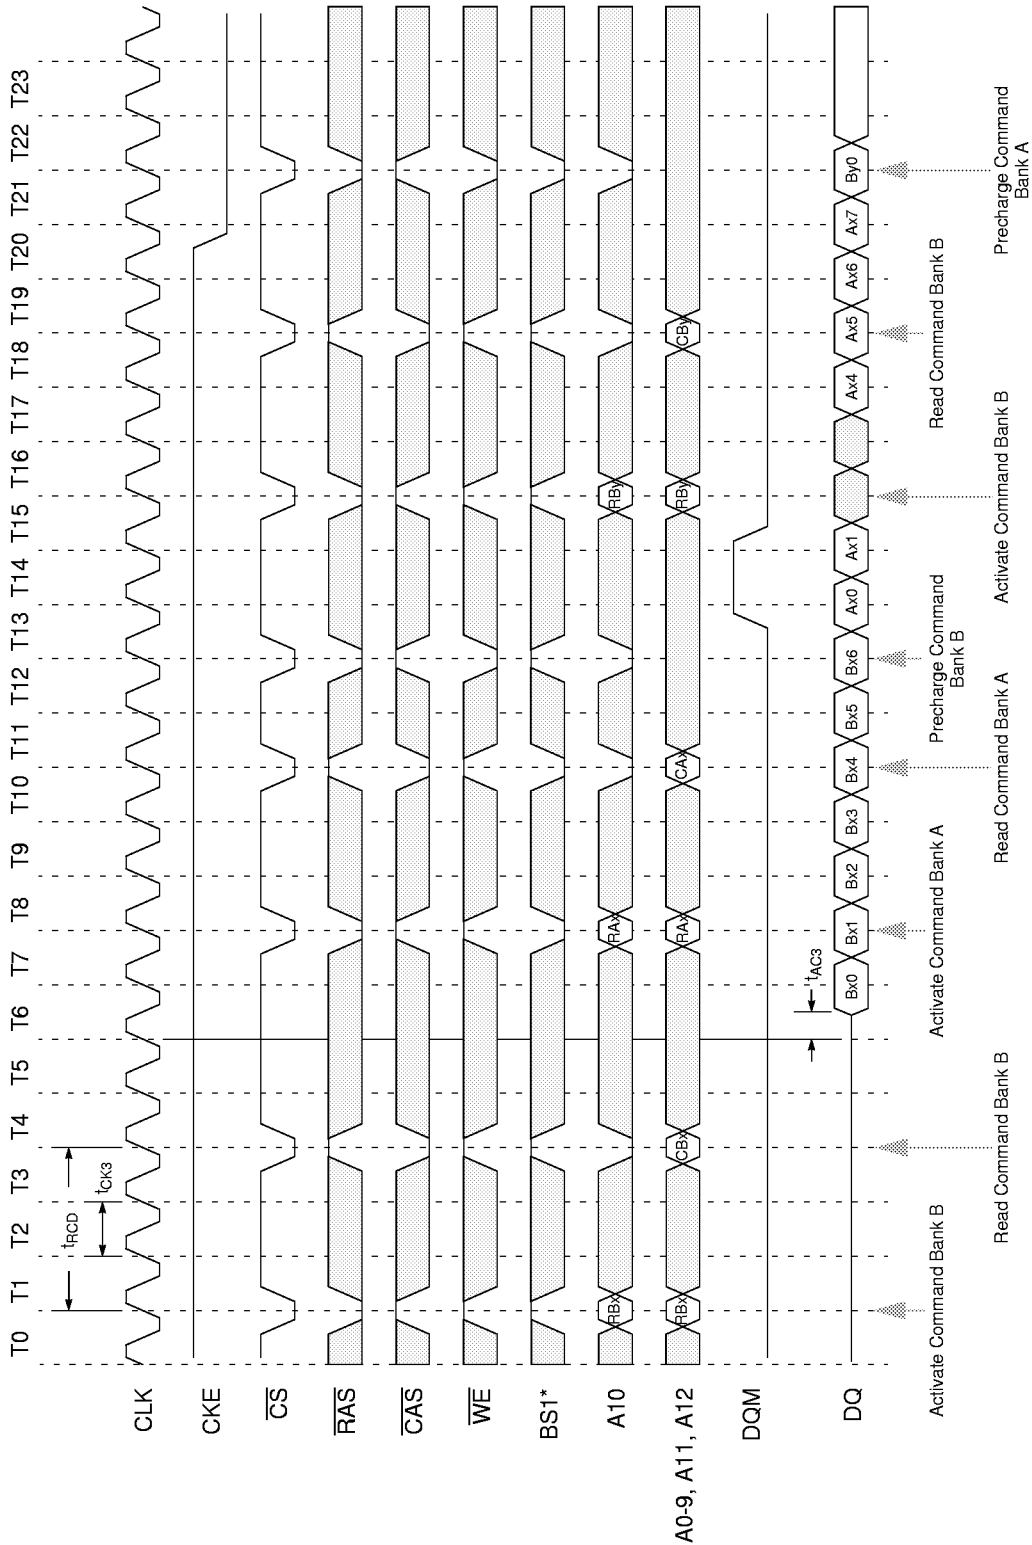 T0 T1 T2 T3 T4 T5 T6 T7 T8 T9 T10 T11 T12 T13 T14 T15 T16 T17 T18 T19 T20 T21 T22 T23
tRCD
tCK3
CLK
CKE
CS
RAS
CAS
WE
BS1*
A10 RBx RAx RBy
A0-9, A11, A12 RBx CBx RAx CAx RBy CBy
DQM
tAC3
DQ Bx0 Bx1 Bx2 Bx3 Bx4 Bx5 Bx6 Ax0 Ax1 Ax4 Ax5 Ax6 Ax7 By0
Activate Command Bank B
Activate Command Bank A
Precharge Command
Bank B
Read Command Bank B
Read Command Bank B
Read Command Bank A
Activate Command Bank B
Precharge Command
Bank A